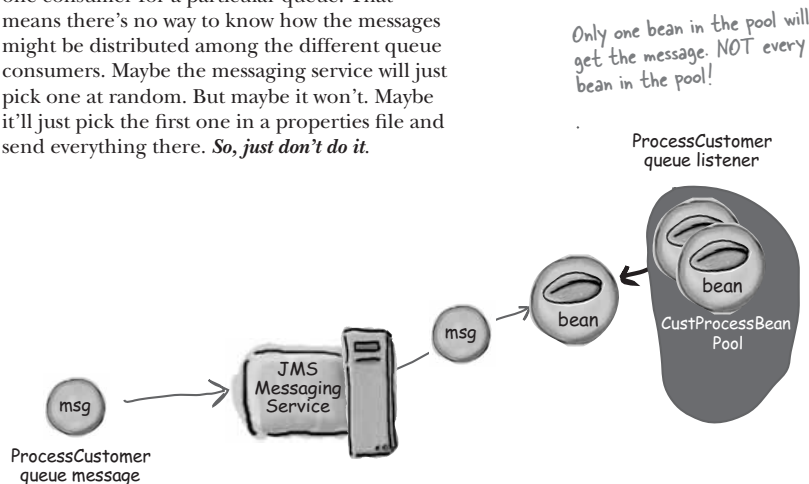 one consumer for a particular queue. That
means there's no way to know how the messages
might be distributed among the different queue
consumers. Maybe the messaging service will just
pick one at random. But maybe it won't. Maybe
it'll just pick the first one in a properties file and
send everything there. So, just don't do it.
Only one bean in the pool will
get the message. NOT every
bean in the pool!
ProcessCustomer
queue listener
bean
CustProcessBean
Pool
bean
msg
JMS
Messaging
Service
msg
ProcessCustomer
queue message